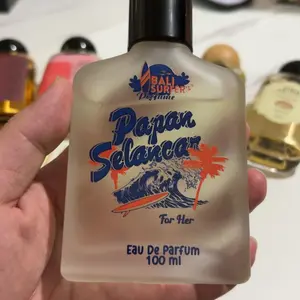 BALI
SURFER'S
Perfume
Papan
Selancar
For Her
Eau De Parfum
100 ml